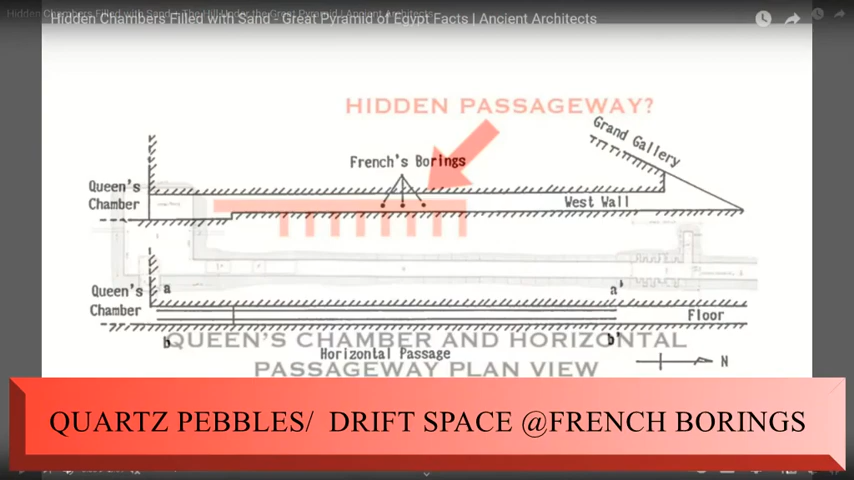 Hidden Chambers Filled with Sand - Great Pyramid of Egypt Facts | Ancient Architects
HIDDEN PASSAGEWAY?
Grand Gallery
French's Borings
Queen's
Chamber
West Wall
Queen's
Chamber
a
a'
Floor
b
b'
QUEEN'S CHAMBER AND HORIZONTAL
Horizontal Passage
N
PASSAGEWAY PLAN VIEW
QUARTZ PEBBLES/ DRIFT SPACE @FRENCH BORINGS